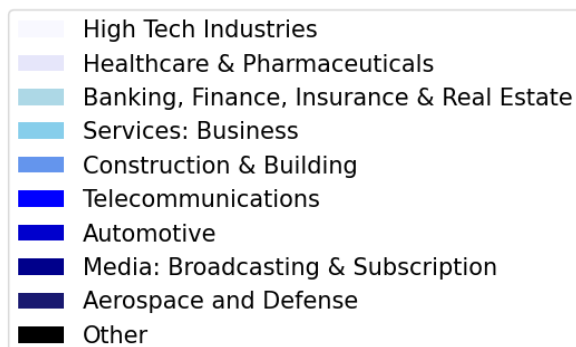 High Tech Industries
Healthcare & Pharmaceuticals
Banking, Finance, Insurance & Real Estate
Services: Business
Construction & Building
Telecommunications
Automotive
Media: Broadcasting & Subscription
Aerospace and Defense
Other